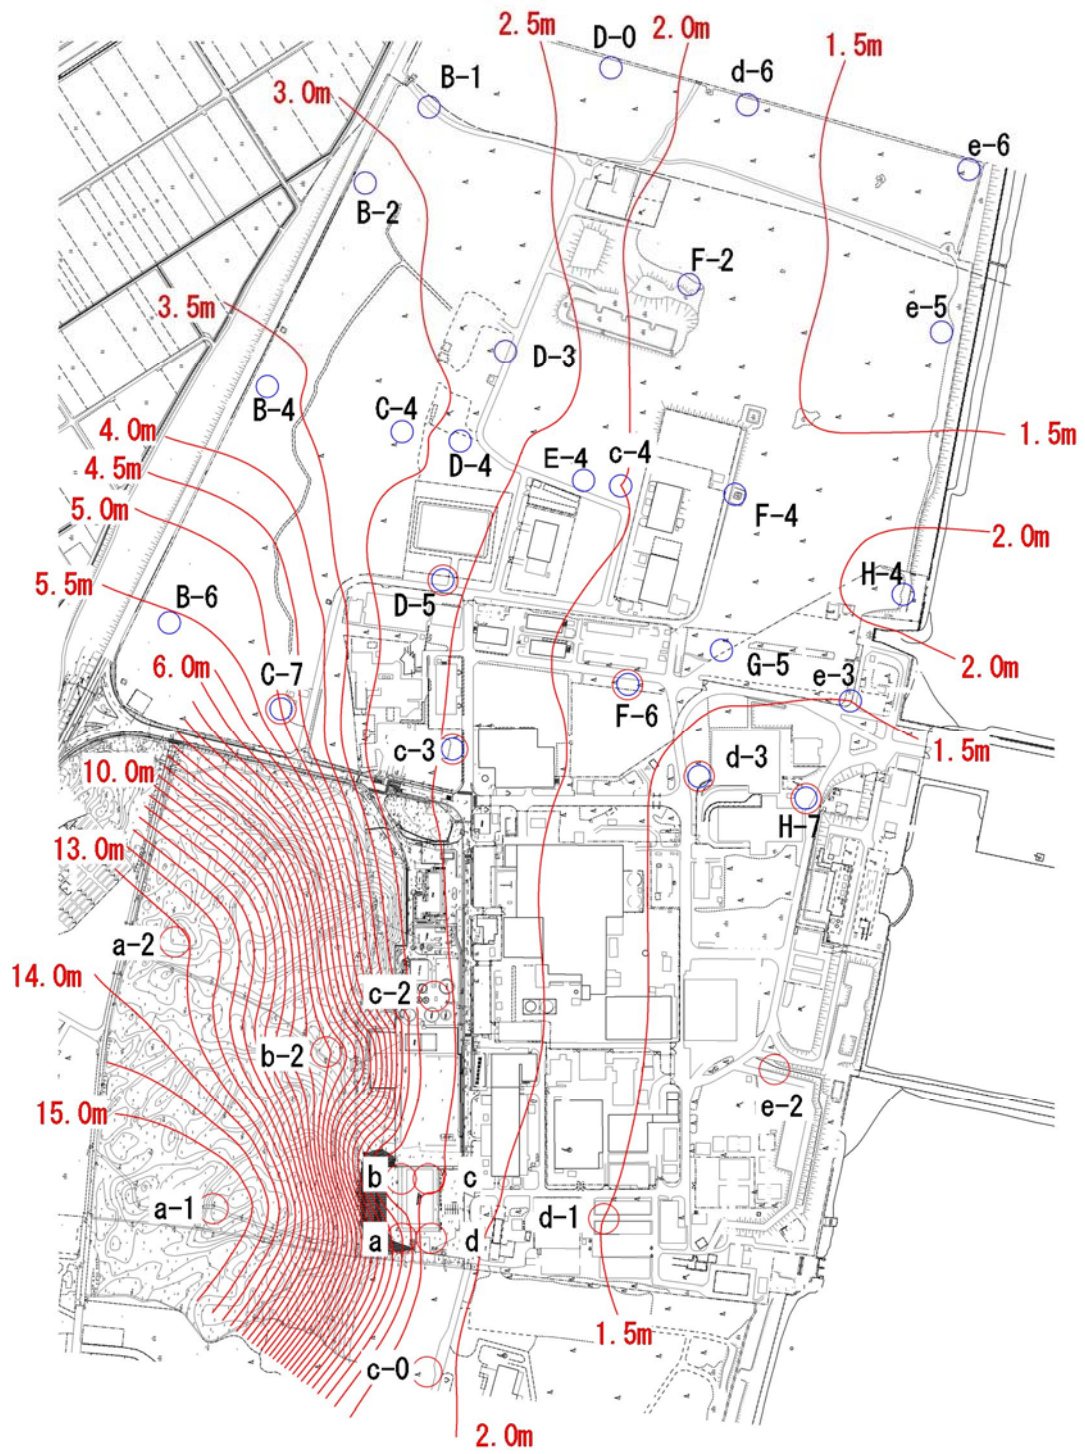 2.5m
D-0
2.0m
1.5m
3.0m
B-1
d-6
e-6
B-2
F-2
3.5m
e-5
D-3
B-4
C-4
4.0m
1.5m
D-4
E-4
c-4
4.5m
5.0m
F-4
2.0m
5.5m
B-6
D-5
H-4
6.0m
C-7
G-5
2.0m
F-6
e-3
c-3
d-3
1.5m
10.0m
H-7
13.0m
a-2
14.0m
c-2
b-2
e-2
15.0m
b
c
a-1
d-1
a
d
1.5m
c-0
2.0m